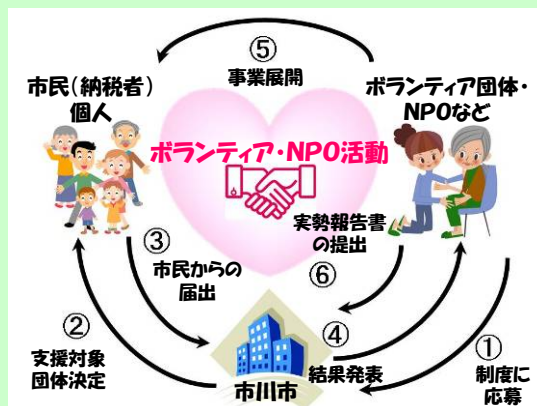 ⑤
事業展開
市民(納税者)
個人
ボランティア団体・
NPOなど
ボランティア・NPO活動
実勢報告書
の提出
⑥
③
市民からの
届出
②
支援対象
団体決定
④
結果発表
①
制度に
応募
市川市